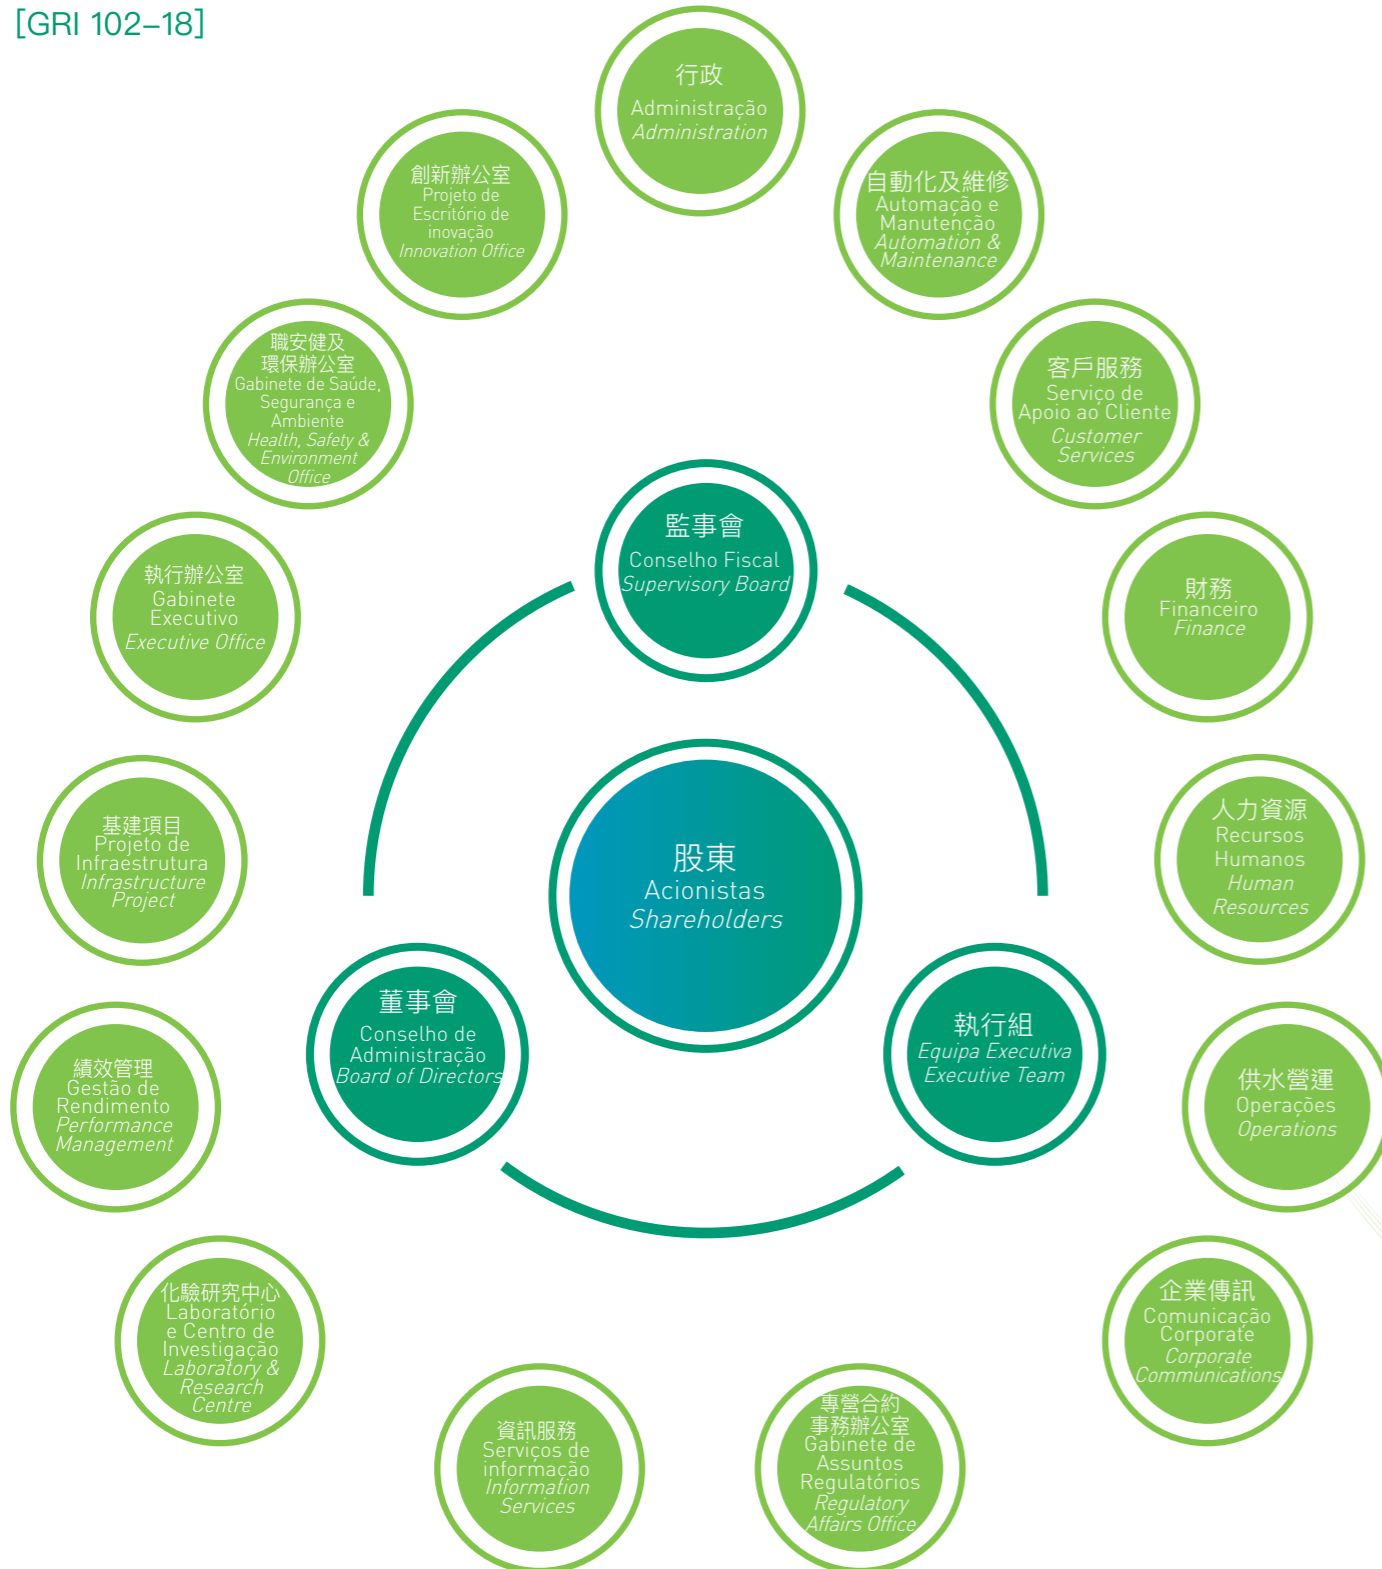 [GRI 102–18]
行政
Administração
Administration
自動化及維修
Automação e
Manutenção
Automation &
Maintenance
客戶服務
Serviço de
Apoio ao Cliente
Customer
Services
財務
Financeiro
Finance
人力資源
Recursos
Humanos
Human
Resources
供水營運
Operações
Operations
企業傳訊
Comunicação
Corporate
Corporate
Communications
專營合約
事務辦公室
Gabinete de
Assuntos
Regulatórios
Regulatory
Affairs Office
資訊服務
Serviços de
informação
Information
Services
化驗研究中心
Laboratório
e Centro de
Investigação
Laboratory &
Research
Centre
績效管理
Gestão de
Rendimento
Performance
Management
基建項目
Projeto de
Infraestrutura
Infrastructure
Project
執行辦公室
Gabinete
Executivo
Executive Office
職安健及
環保辦公室
Gabinete de Saúde,
Segurança e
Ambiente
Health, Safety &
Environment
Office
創新辦公室
Projeto de
Escritório de
inovação
Innovation Office
監事會
Conselho Fiscal
Supervisory Board
股東
Acionistas
Shareholders
董事會
Conselho de
Administração
Board of Directors
執行組
Equipa Executiva
Executive Team